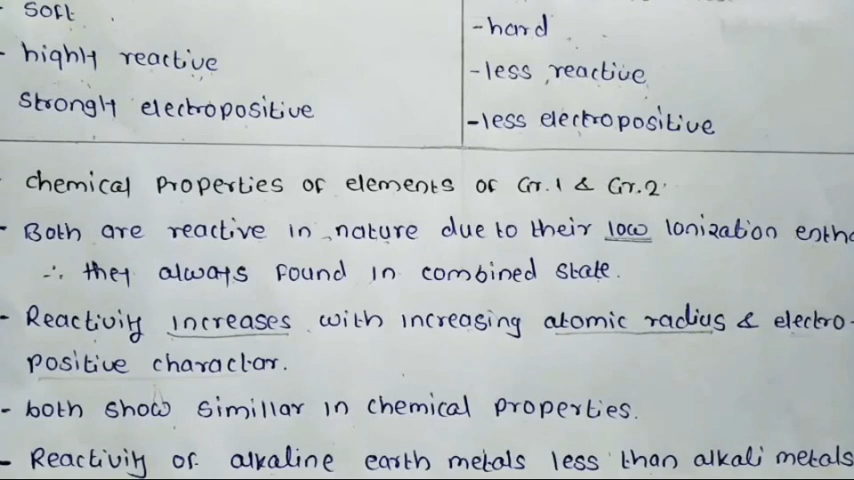 - Soft
- hard
- highly reactive
- less reactive
Strongly electropositive
- less electropositive
Chemical Properties of elements of Gr.1 & Gr.2
- Both are reactive in nature due to their low Ionization entha
∴ they always found in combined state.
- Reactivity increases with increasing atomic radius & electro-
positive charactor.
- both show simillar in chemical properties.
- Reactivity of alkaline earth metals less than alkali metals